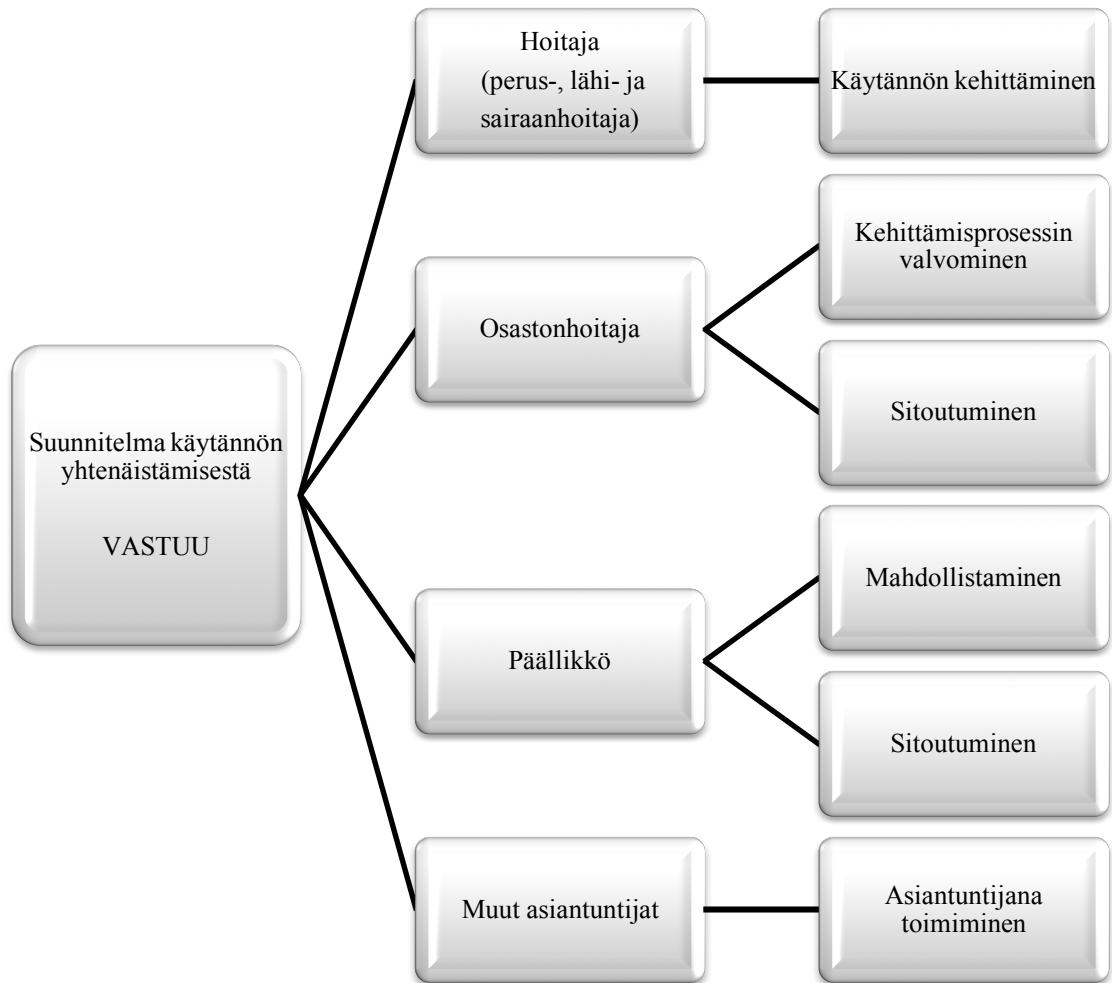 Suunnitelma käytännön
yhtenäistämisestä
VASTUU
Hoitaja
(perus-, lähi- ja
sairaanhoitaja)
Käytännön kehittäminen
Osastonhoitaja
Kehittämisprosessin
valvominen
Sitoutuminen
Päällikkö
Mahdollistaminen
Sitoutuminen
Muut asiantuntijat
Asiantuntijana
toimiminen